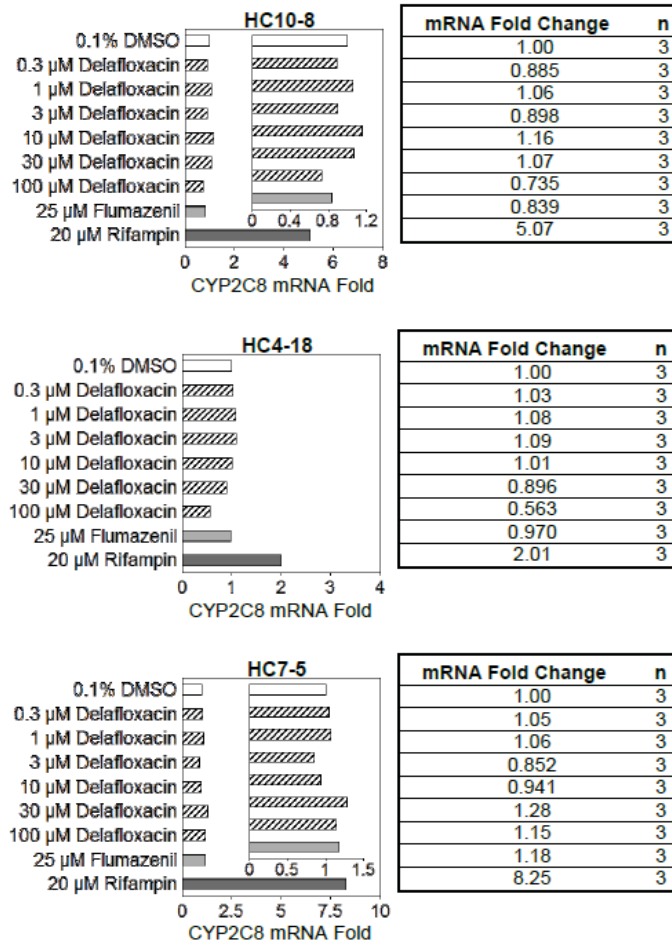 HC10-8
0.1% DMSO
0.3 µM Delafloxacin
1 µM Delafloxacin
3 µM Delafloxacin
10 µM Delafloxacin
30 µM Delafloxacin
100 µM Delafloxacin
25 µM Flumazenil
20 µM Rifampin
0 0.4 0.8 1.2
0 2 4 6 8
CYP2C8 mRNA Fold
mRNA Fold Change n
1.00 3
0.885 3
1.06 3
0.898 3
1.16 3
1.07 3
0.735 3
0.839 3
5.07 3
HC4-18
0.1% DMSO
0.3 µM Delafloxacin
1 µM Delafloxacin
3 µM Delafloxacin
10 µM Delafloxacin
30 µM Delafloxacin
100 µM Delafloxacin
25 µM Flumazenil
20 µM Rifampin
0 1 2 3 4
CYP2C8 mRNA Fold
mRNA Fold Change n
1.00 3
1.03 3
1.08 3
1.09 3
1.01 3
0.896 3
0.563 3
0.970 3
2.01 3
HC7-5
0.1% DMSO
0.3 µM Delafloxacin
1 µM Delafloxacin
3 µM Delafloxacin
10 µM Delafloxacin
30 µM Delafloxacin
100 µM Delafloxacin
25 µM Flumazenil
20 µM Rifampin
0 0.5 1 1.5
0 2.5 5 7.5 10
CYP2C8 mRNA Fold
mRNA Fold Change n
1.00 3
1.05 3
1.06 3
0.852 3
0.941 3
1.28 3
1.15 3
1.18 3
8.25 3